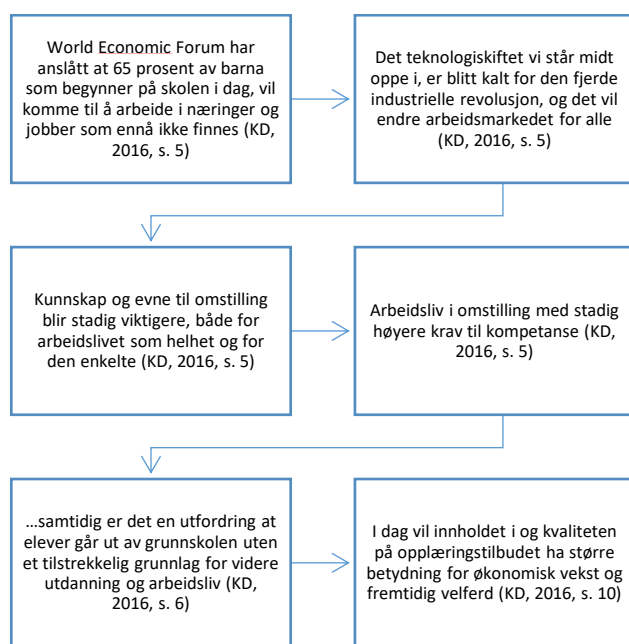 World Economic Forum har
anslått at 65 prosent av barna
som begynner på skolen i dag, vil
komme til å arbeide i næringer og
jobber som ennå ikke finnes (KD,
2016, s. 5)
Det teknologiskiftet vi står midt
oppe i, er blitt kalt for den fjerde
industrielle revolusjon, og det vil
endre arbeidsmarkedet for alle
(KD, 2016, s. 5)
Kunnskap og evne til omstilling
blir stadig viktigere, både for
arbeidslivet som helhet og for
den enkelte (KD, 2016, s. 5)
Arbeidsliv i omstilling med stadig
høyere krav til kompetanse (KD,
2016, s. 5)
...samtidig er det en utfordring at
elever går ut av grunnskolen uten
et tilstrekkelig grunnlag for videre
utdanning og arbeidsliv (KD,
2016, s. 6)
I dag vil innholdet i og kvaliteten
på opplæringstilbudet ha større
betydning for økonomisk vekst og
fremtidig velferd (KD, 2016, s. 10)